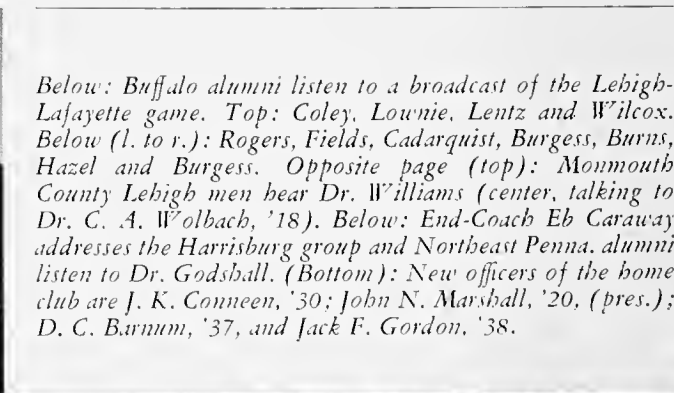 Below: Buffalo alumni listen to a broadcast of the Lehigh-
Lafayette game. Top: Coley, Lownie, Lentz and Wilcox.
Below (l. to r.): Rogers, Fields, Cadarquist, Burgess, Burns,
Hazel and Burgess. Opposite page (top): Monmouth
County Lehigh men hear Dr. Williams (center, talking to
Dr. C. A. Wolbach, '18). Below: End-Coach Eb Caraway
addresses the Harrisburg group and Northeast Penna. alumni
listen to Dr. Godshall. (Bottom): New officers of the home
club are J. K. Conneen, '30; John N. Marshall, '20, (pres.);
D. C. Barnum, '37, and Jack F. Gordon, '38.